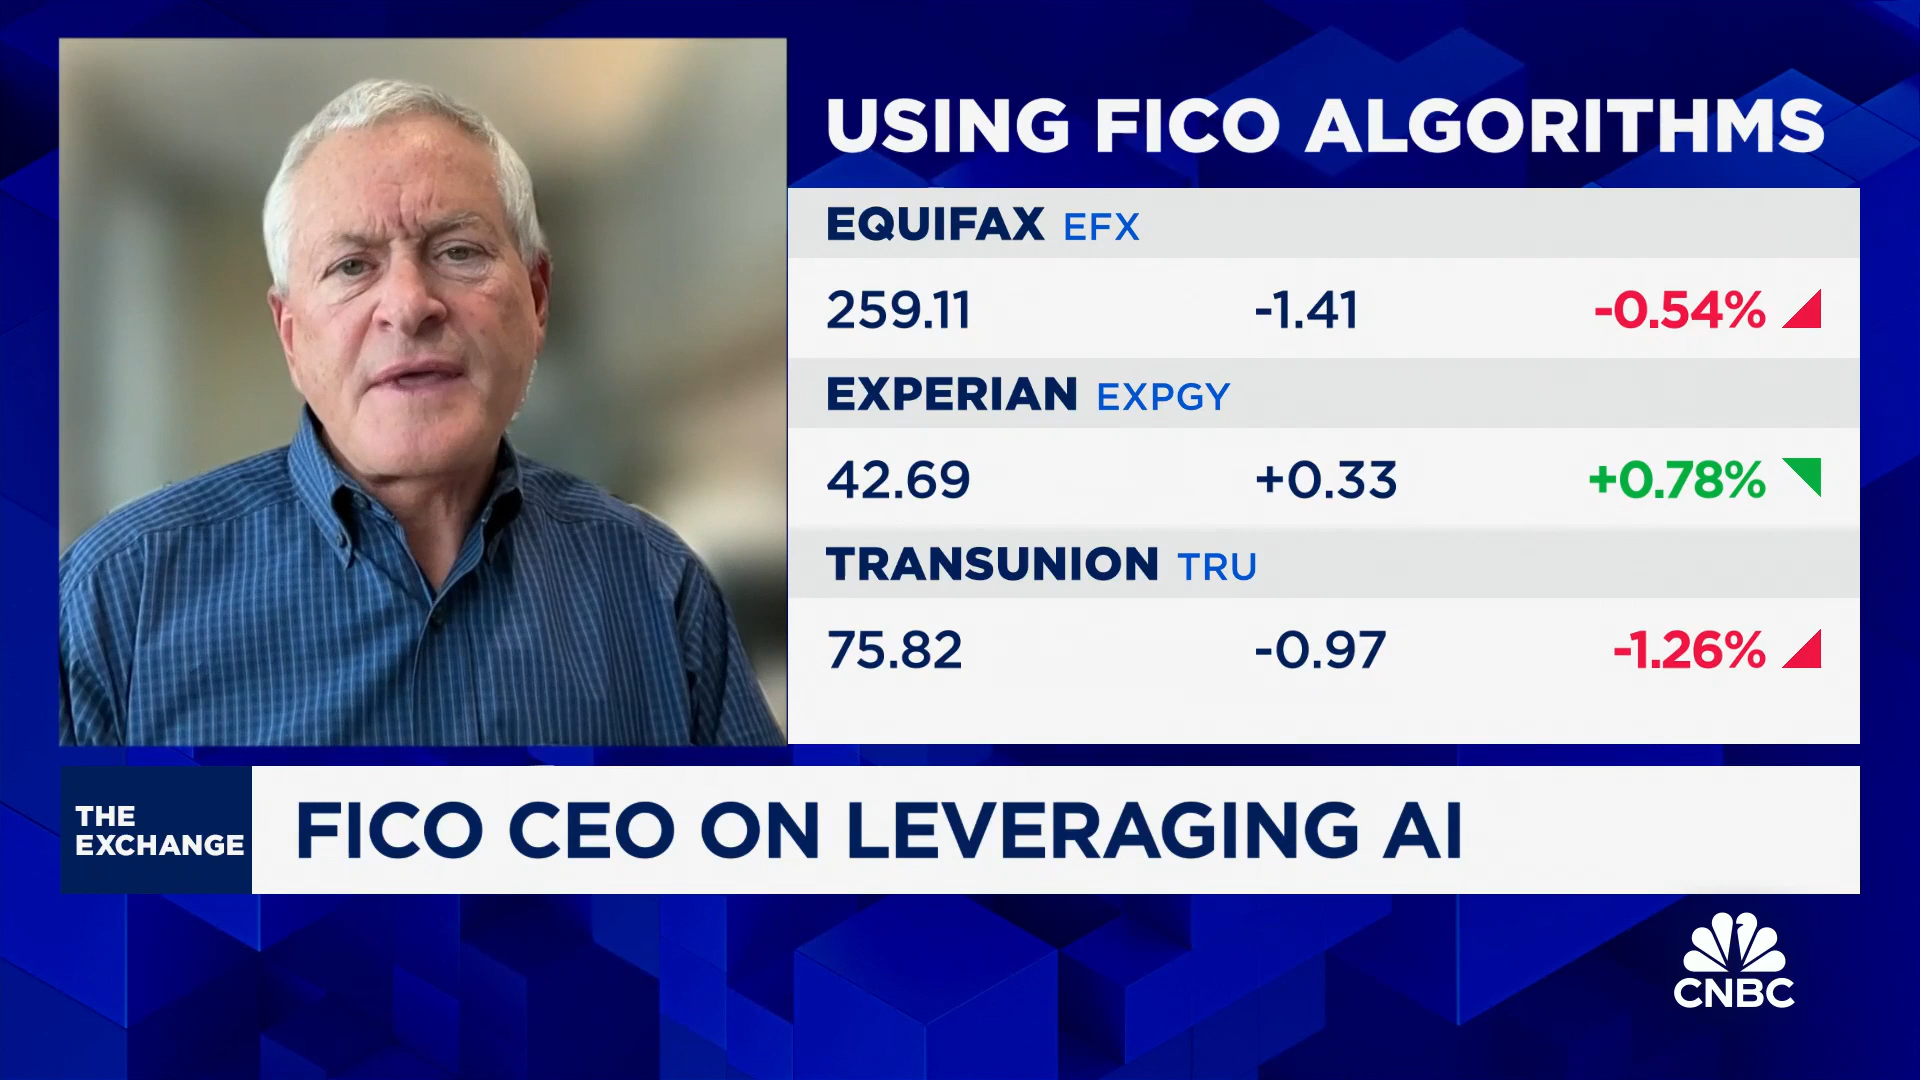 USING FICO ALGORITHMS
EQUIFAX EFX
259.11 -1.41 -0.54%
EXPERIAN EXPGY
42.69 +0.33 +0.78%
TRANSUNION TRU
75.82 -0.97 -1.26%
THE
EXCHANGE
FICO CEO ON LEVERAGING AI
CNBC